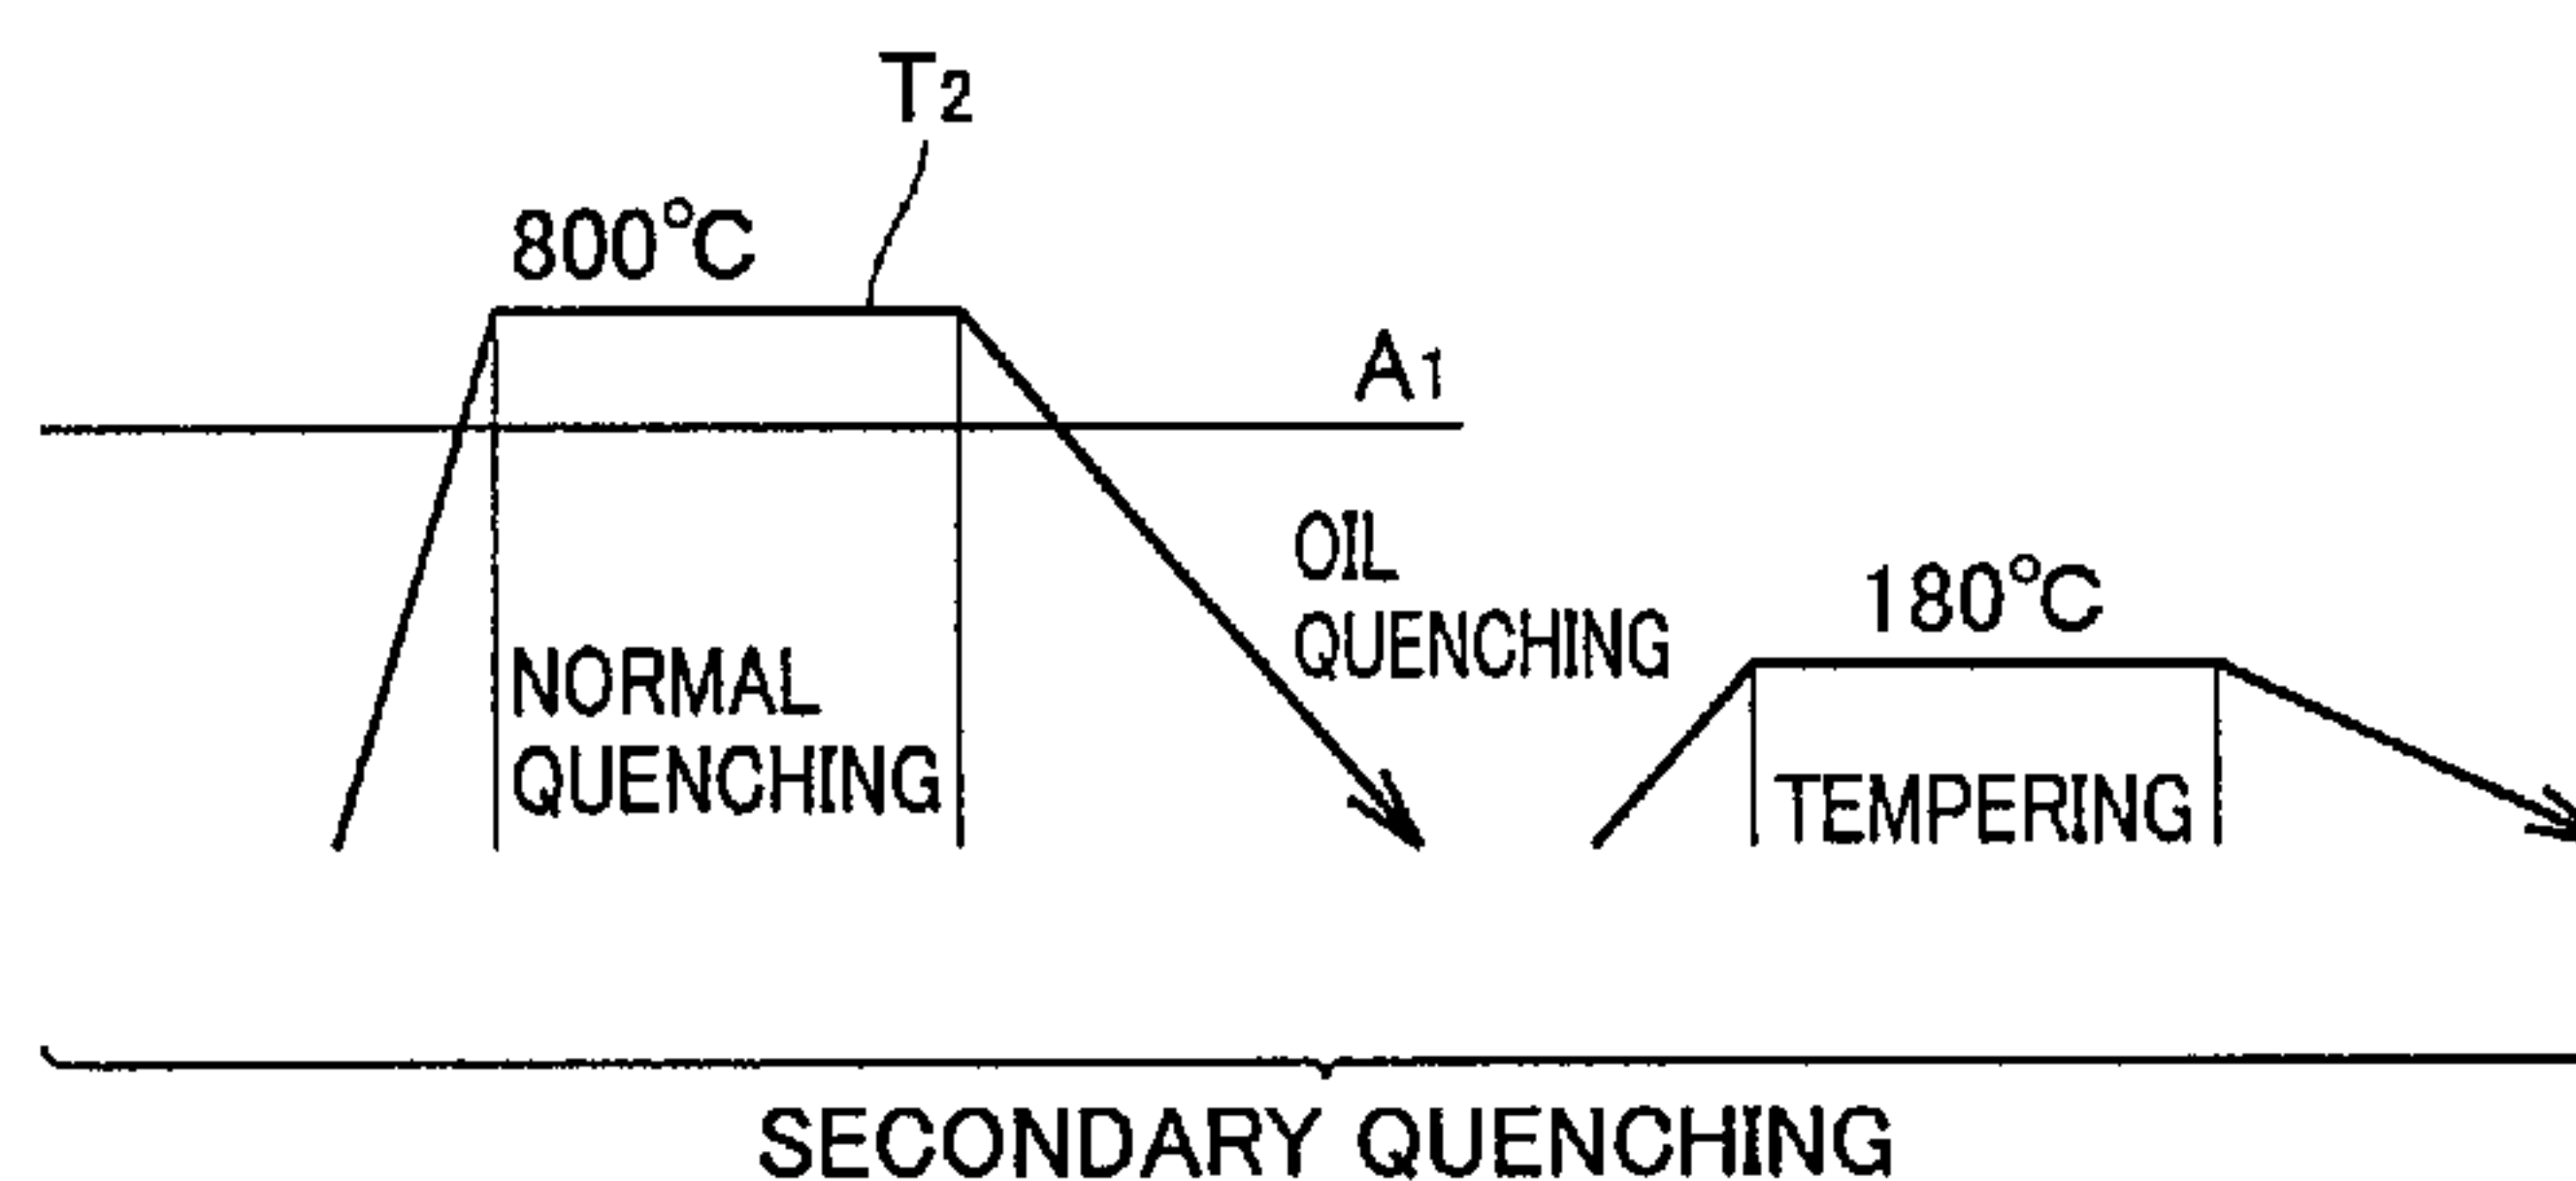 T2
800°C
A1
OIL
QUENCHING
180°C
NORMAL
QUENCHING
TEMPERING
SECONDARY QUENCHING